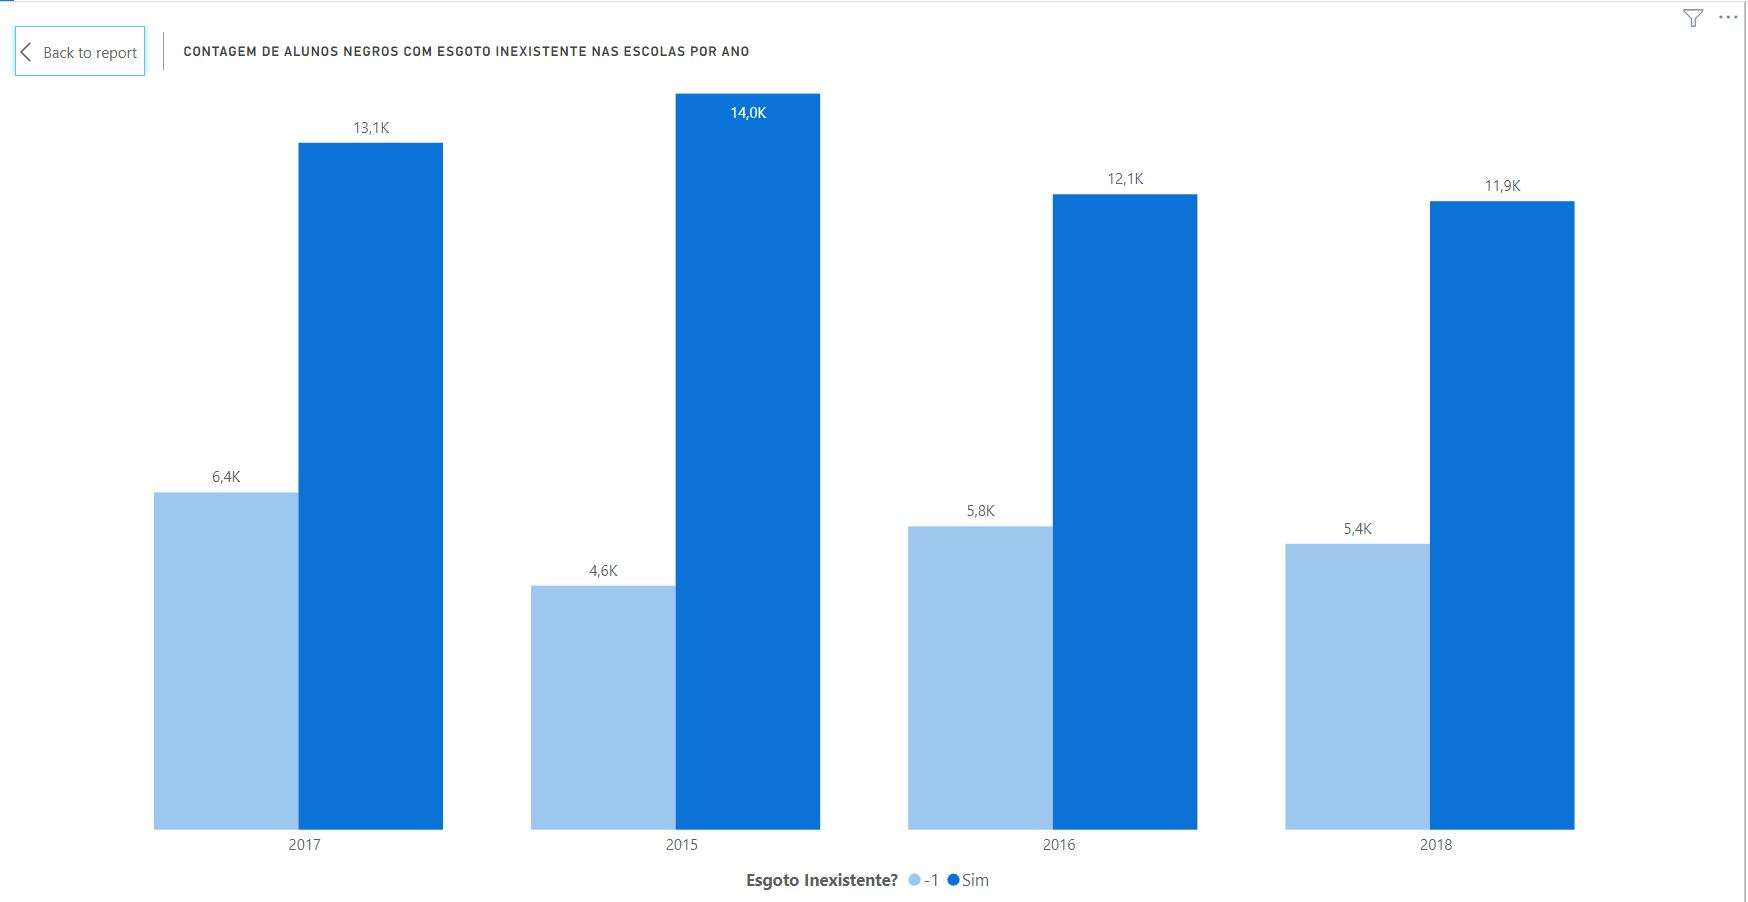 Back to report
CONTAGEM DE ALUNOS NEGROS COM ESGOTO INEXISTENTE NAS ESCOLAS POR ANO
13,1K
14,0K
12,1K
11,9K
6,4K
4,6K
5,8K
5,4K
2017
2015
2016
2018
Esgoto Inexistente? -1 Sim